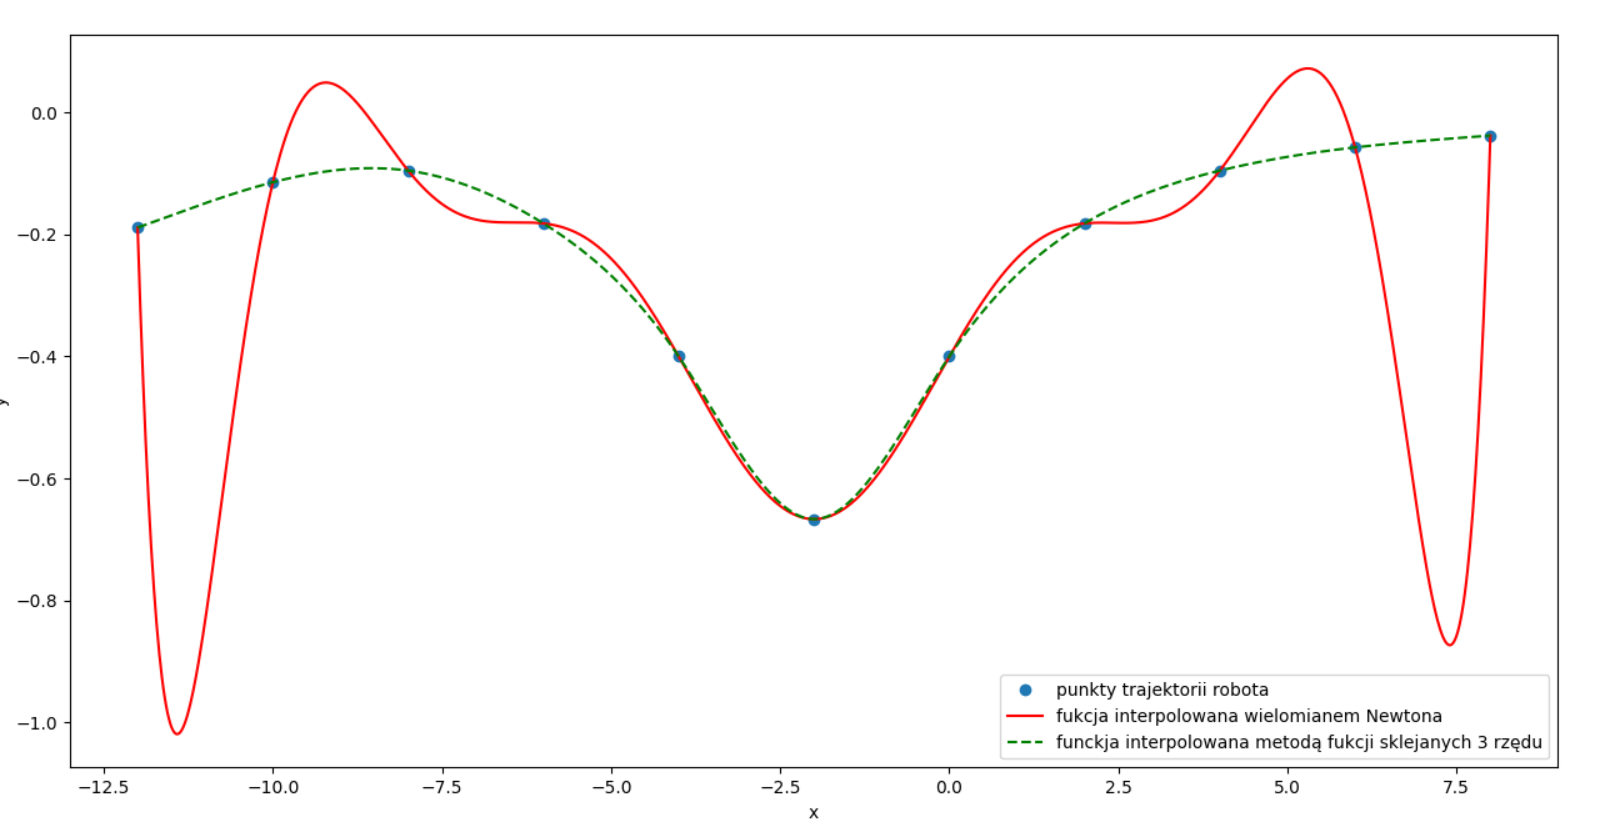 0.0
−0.2
−0.4
−0.6
−0.8
−1.0
y
−12.5 −10.0 −7.5 −5.0 −2.5 0.0 2.5 5.0 7.5
x
punkty trajektorii robota
fukcja interpolowana wielomianem Newtona
funckja interpolowana metodą fukcji sklejanych 3 rzędu